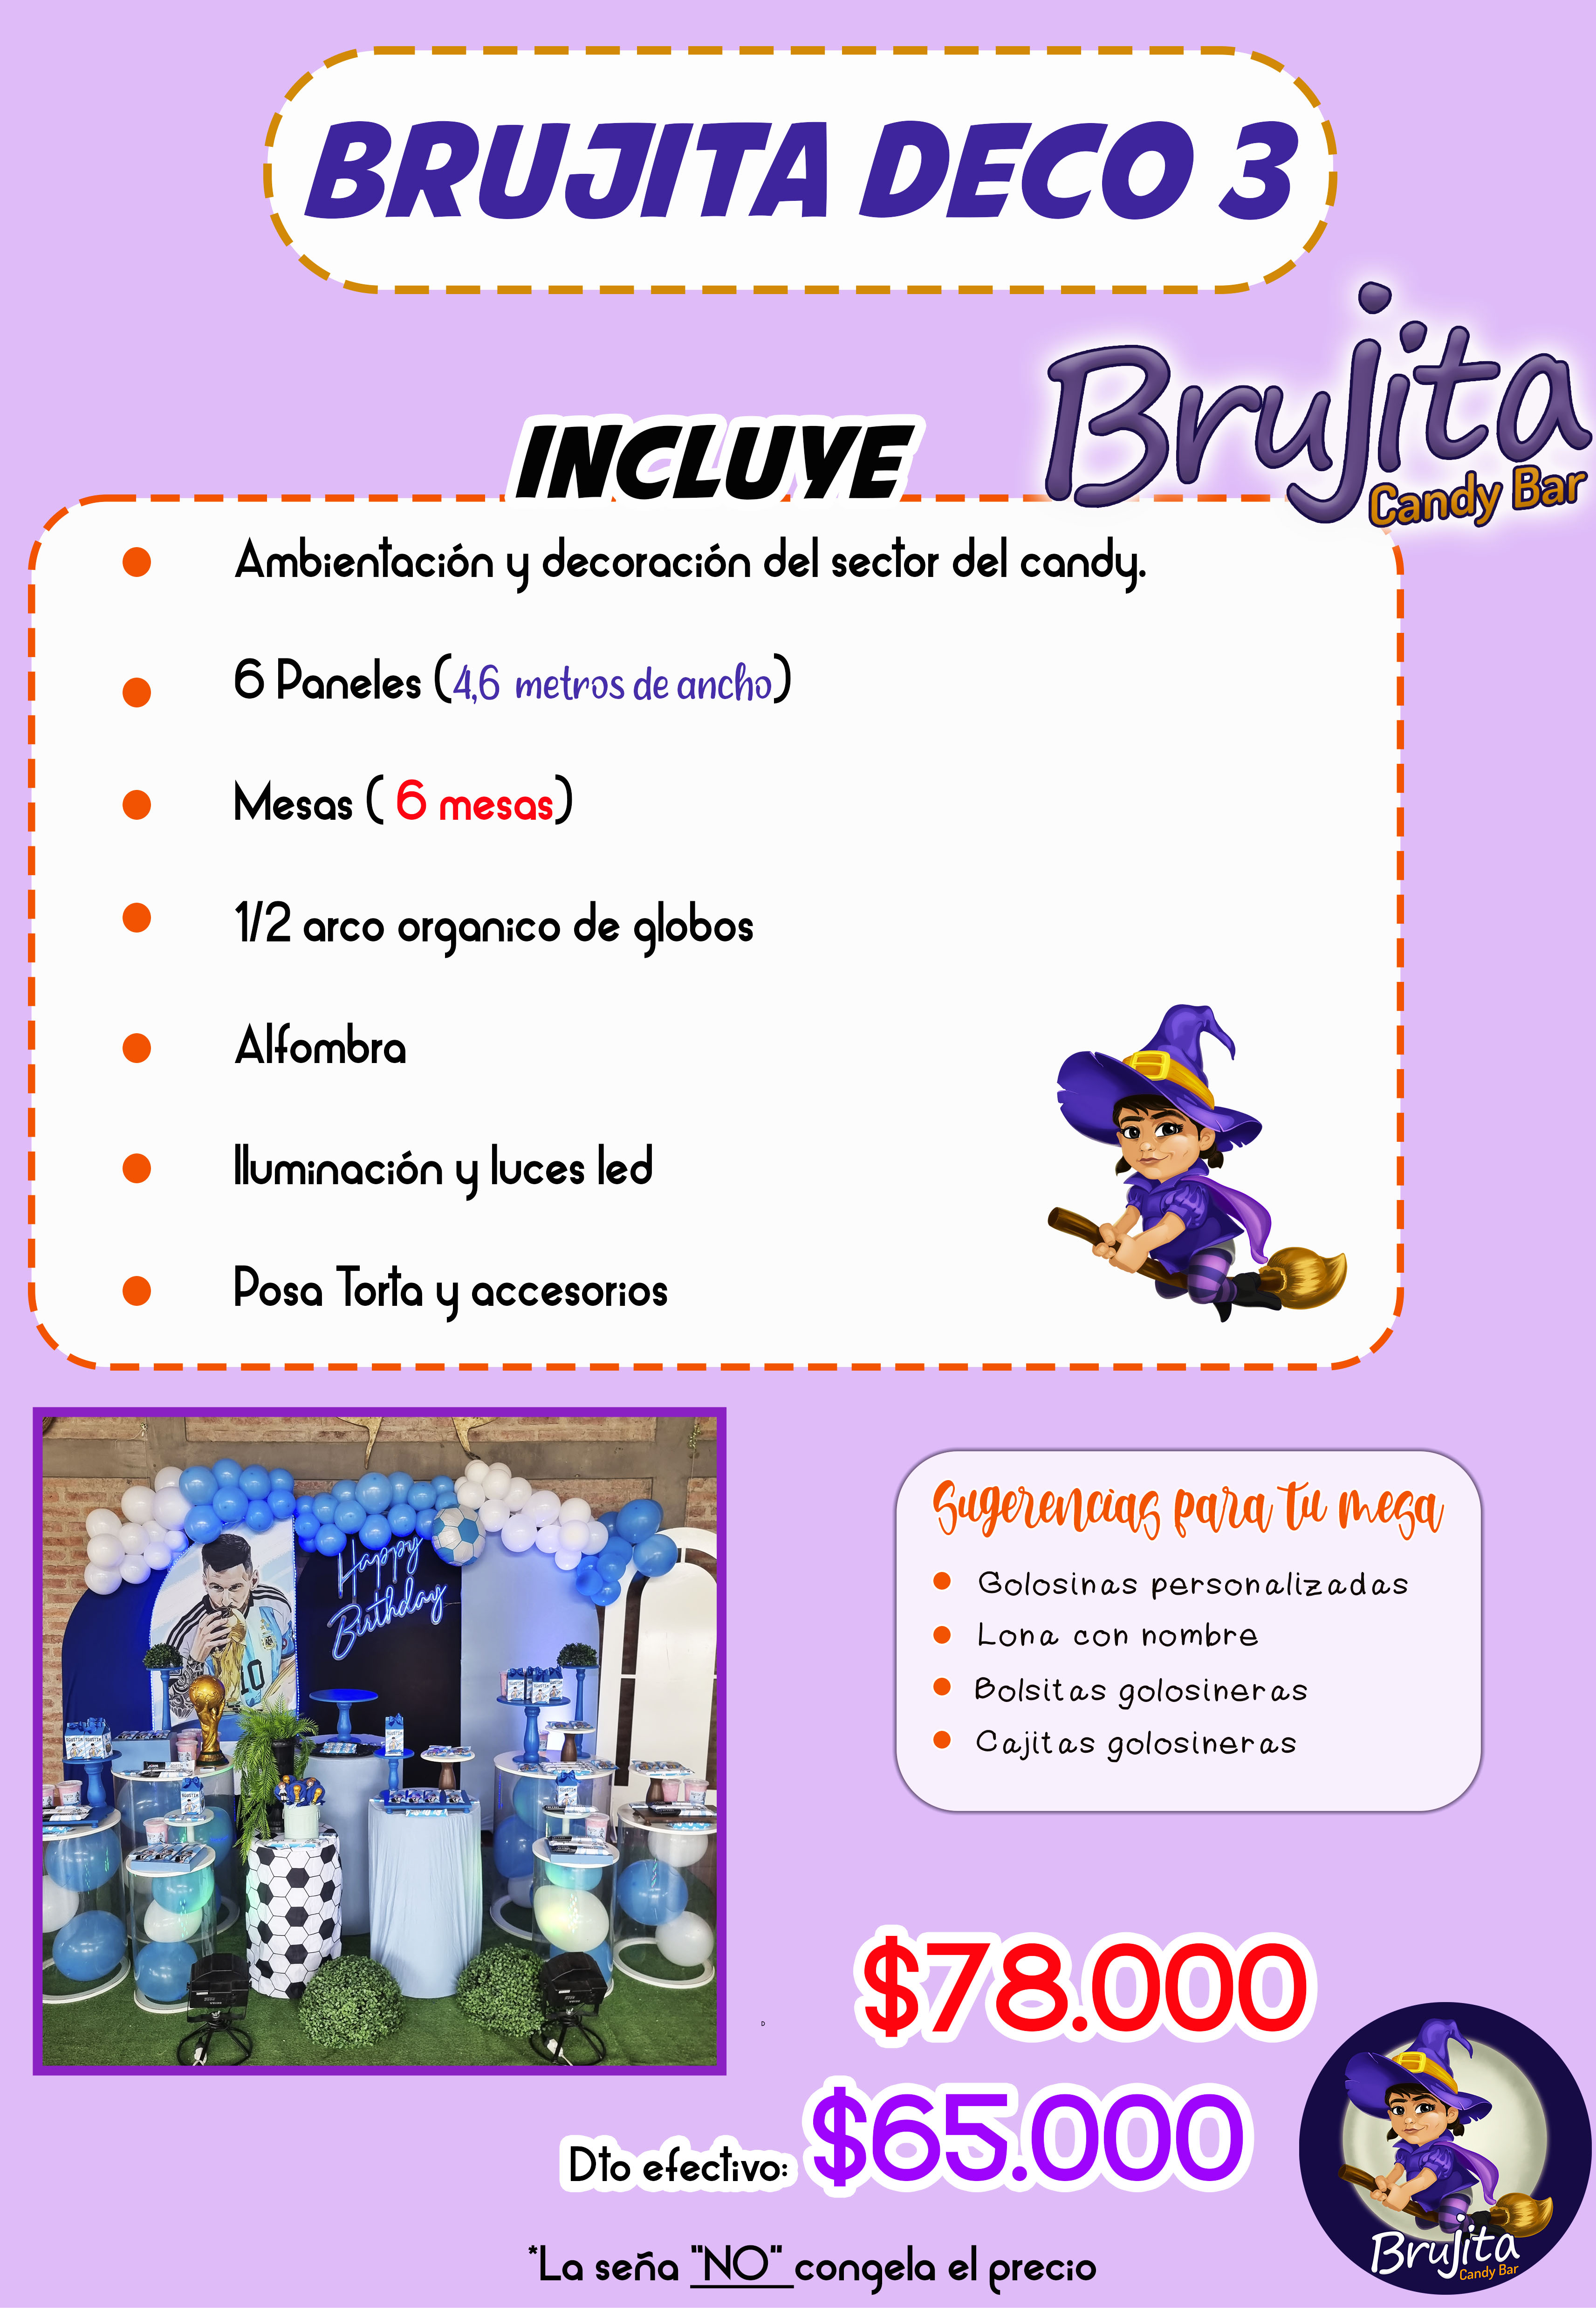 BRUJITA DECO 3
Brujita
Candy Bar
INCLUYE
Ambientación y decoración del sector del candy.
6 Paneles (4,6 metros de ancho)
Mesas ( 6 mesas)
1/2 arco organico de globos
Alfombra
Iluminación y luces led
Posa Torta y accesorios
Happy
Birthday
10
Sugerencias para tu mesa
Golosinas personalizadas
Lona con nombre
Bolsitas golosineras
Cajitas golosineras
$78.000
D
Dto efectivo: $65.000
*La seña "NO" congela el precio
Brujita
Candy Bar